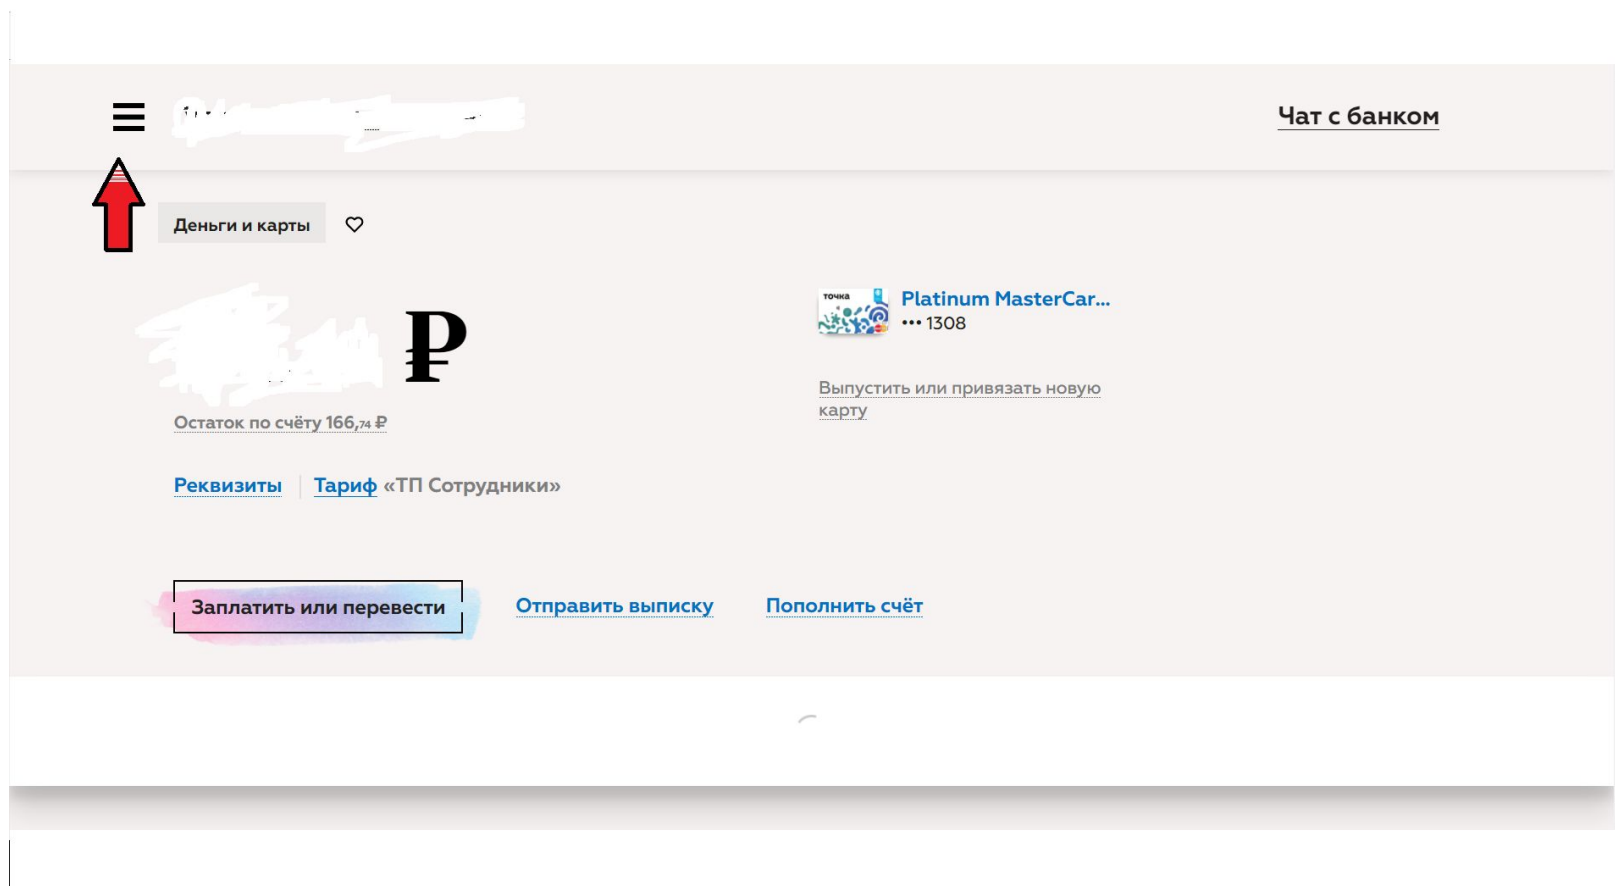 Чат с банком
Деньги и карты
₽
Остаток по счёту 166,74 ₽
Реквизиты Тариф «ТП Сотрудники»
точка
Platinum MasterCar...
••• 1308
Выпустить или привязать новую
карту
Заплатить или перевести Отправить выписку Пополнить счёт